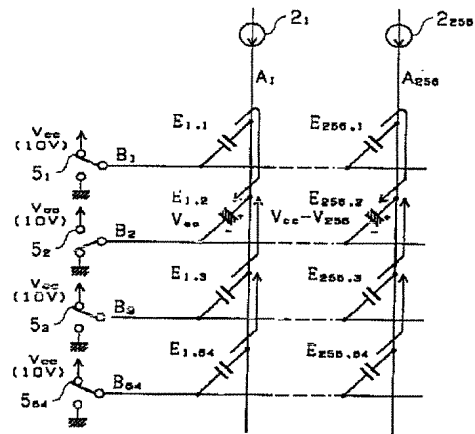 2₁
2₂₅₆
A₁
A₂₅₆
E₁.₁
E₂₅₆.₁
Vcc
(10V)
5₁
B₁
E₁.₂
E₂₅₆.₂
Vcc
Vcc-V₂₅₆
Vcc
(10V)
5₂
B₂
E₁.₃
E₂₅₆.₃
Vcc
(10V)
5₃
B₃
E₁.₆₄
E₂₅₆.₆₄
Vcc
(10V)
5₆₄
B₆₄